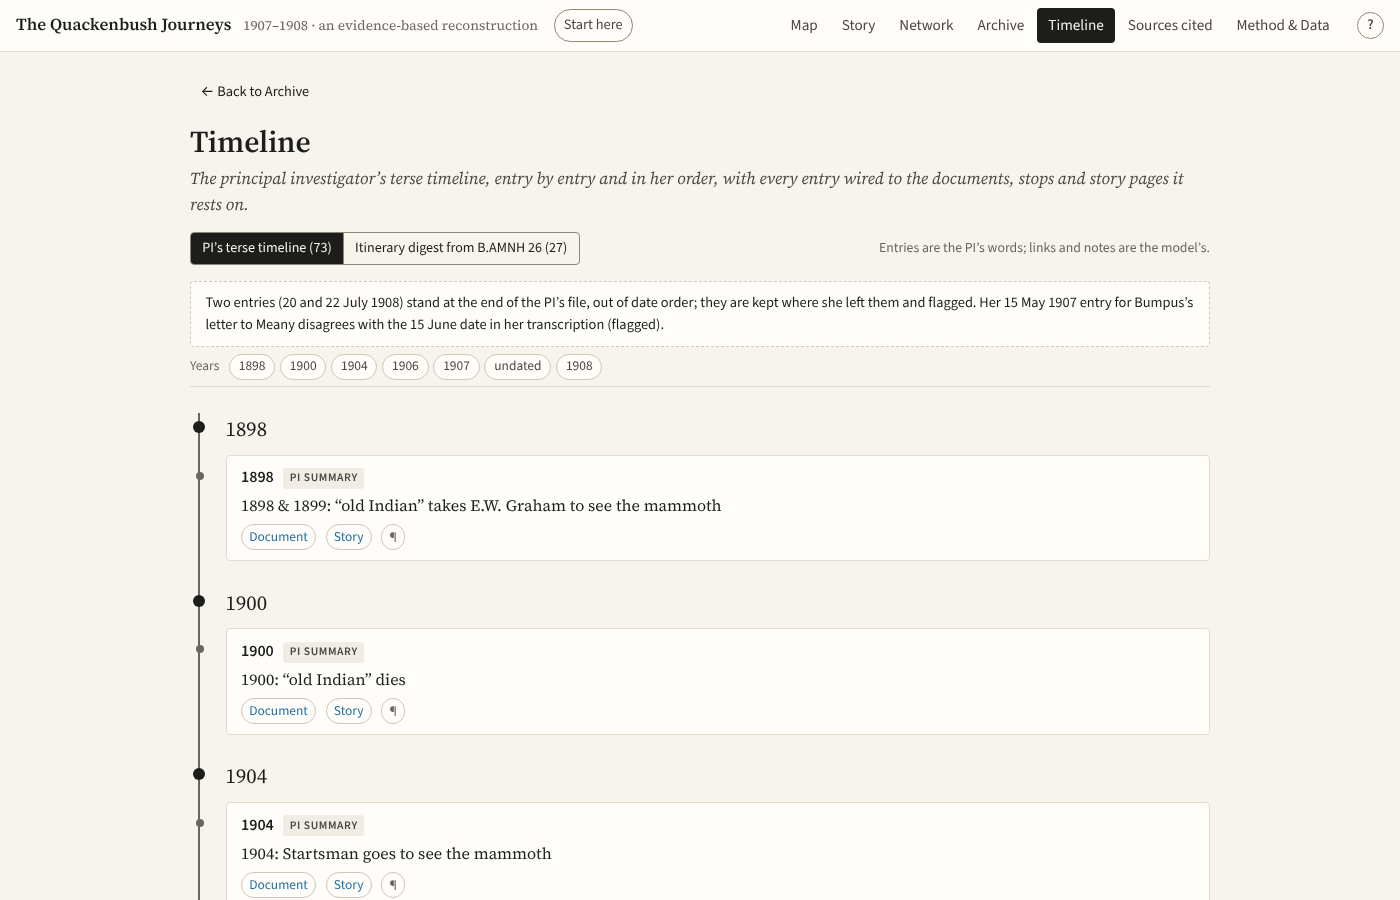 The Quackenbush Journeys 1907–1908 · an evidence-based reconstruction Start here Map Story Network Archive Timeline Sources cited Method & Data ?
← Back to Archive
Timeline
The principal investigator’s terse timeline, entry by entry and in her order, with every entry wired to the documents, stops and story pages it
rests on.
PI’s terse timeline (73) Itinerary digest from B.AMNH 26 (27) Entries are the PI’s words; links and notes are the model’s.
Two entries (20 and 22 July 1908) stand at the end of the PI’s file, out of date order; they are kept where she left them and flagged. Her 15 May 1907 entry for Bumpus’s
letter to Meany disagrees with the 15 June date in her transcription (flagged).
Years 1898 1900 1904 1906 1907 undated 1908
1898
1898 PI SUMMARY
1898 & 1899: “old Indian” takes E.W. Graham to see the mammoth
Document Story ¶
1900
1900 PI SUMMARY
1900: “old Indian” dies
Document Story ¶
1904
1904 PI SUMMARY
1904: Startsman goes to see the mammoth
Document Story ¶